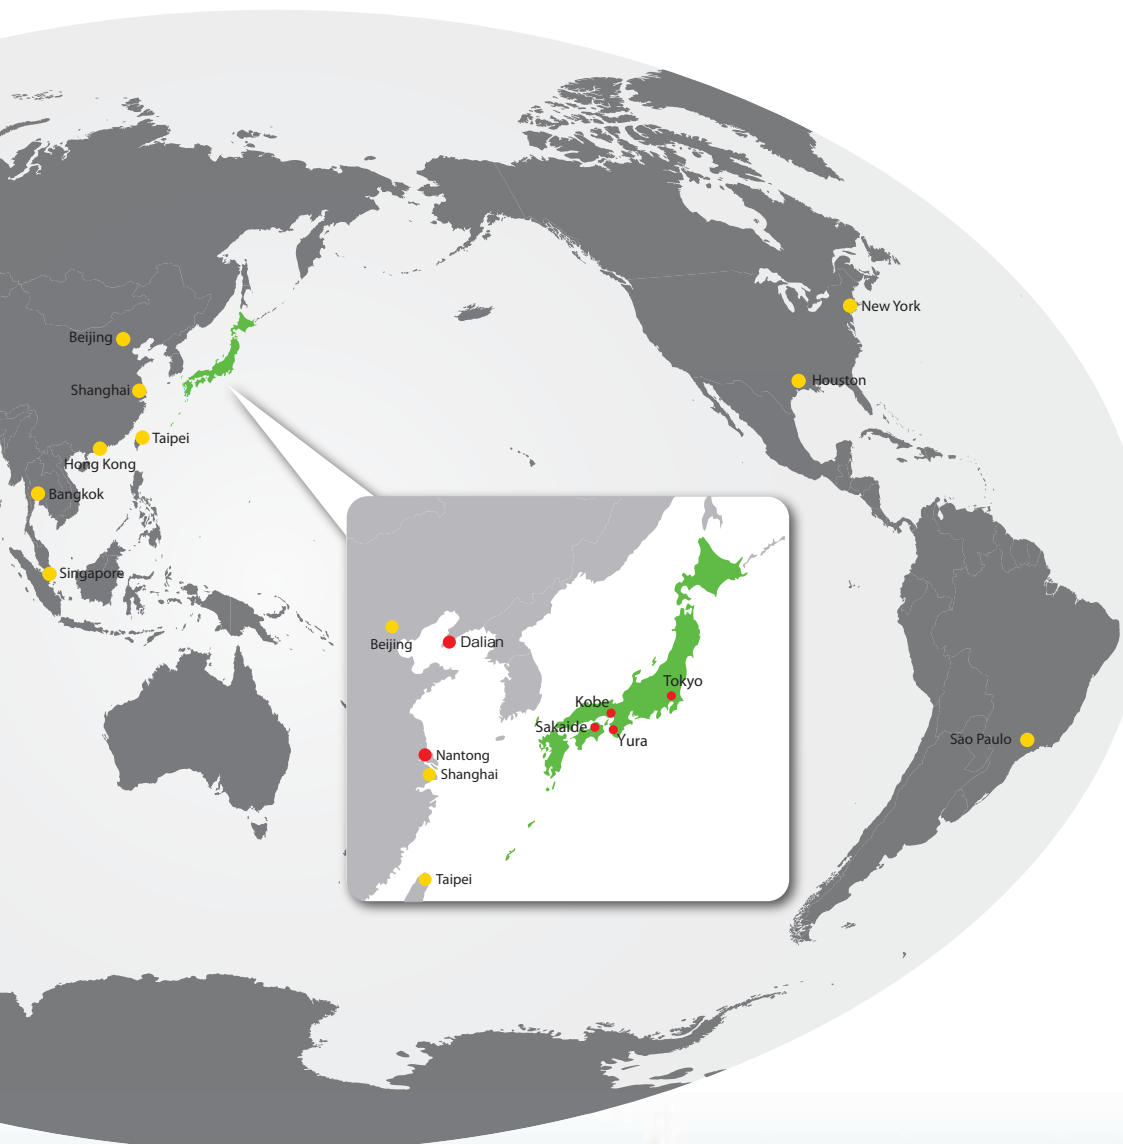 New York
Beijing
Houston
Shanghai
Taipei
Hong Kong
Bangkok
Singapore
Beijing
Dalian
Tokyo
Kobe
Sakaide
Yura
São Paulo
Nantong
Shanghai
Taipei